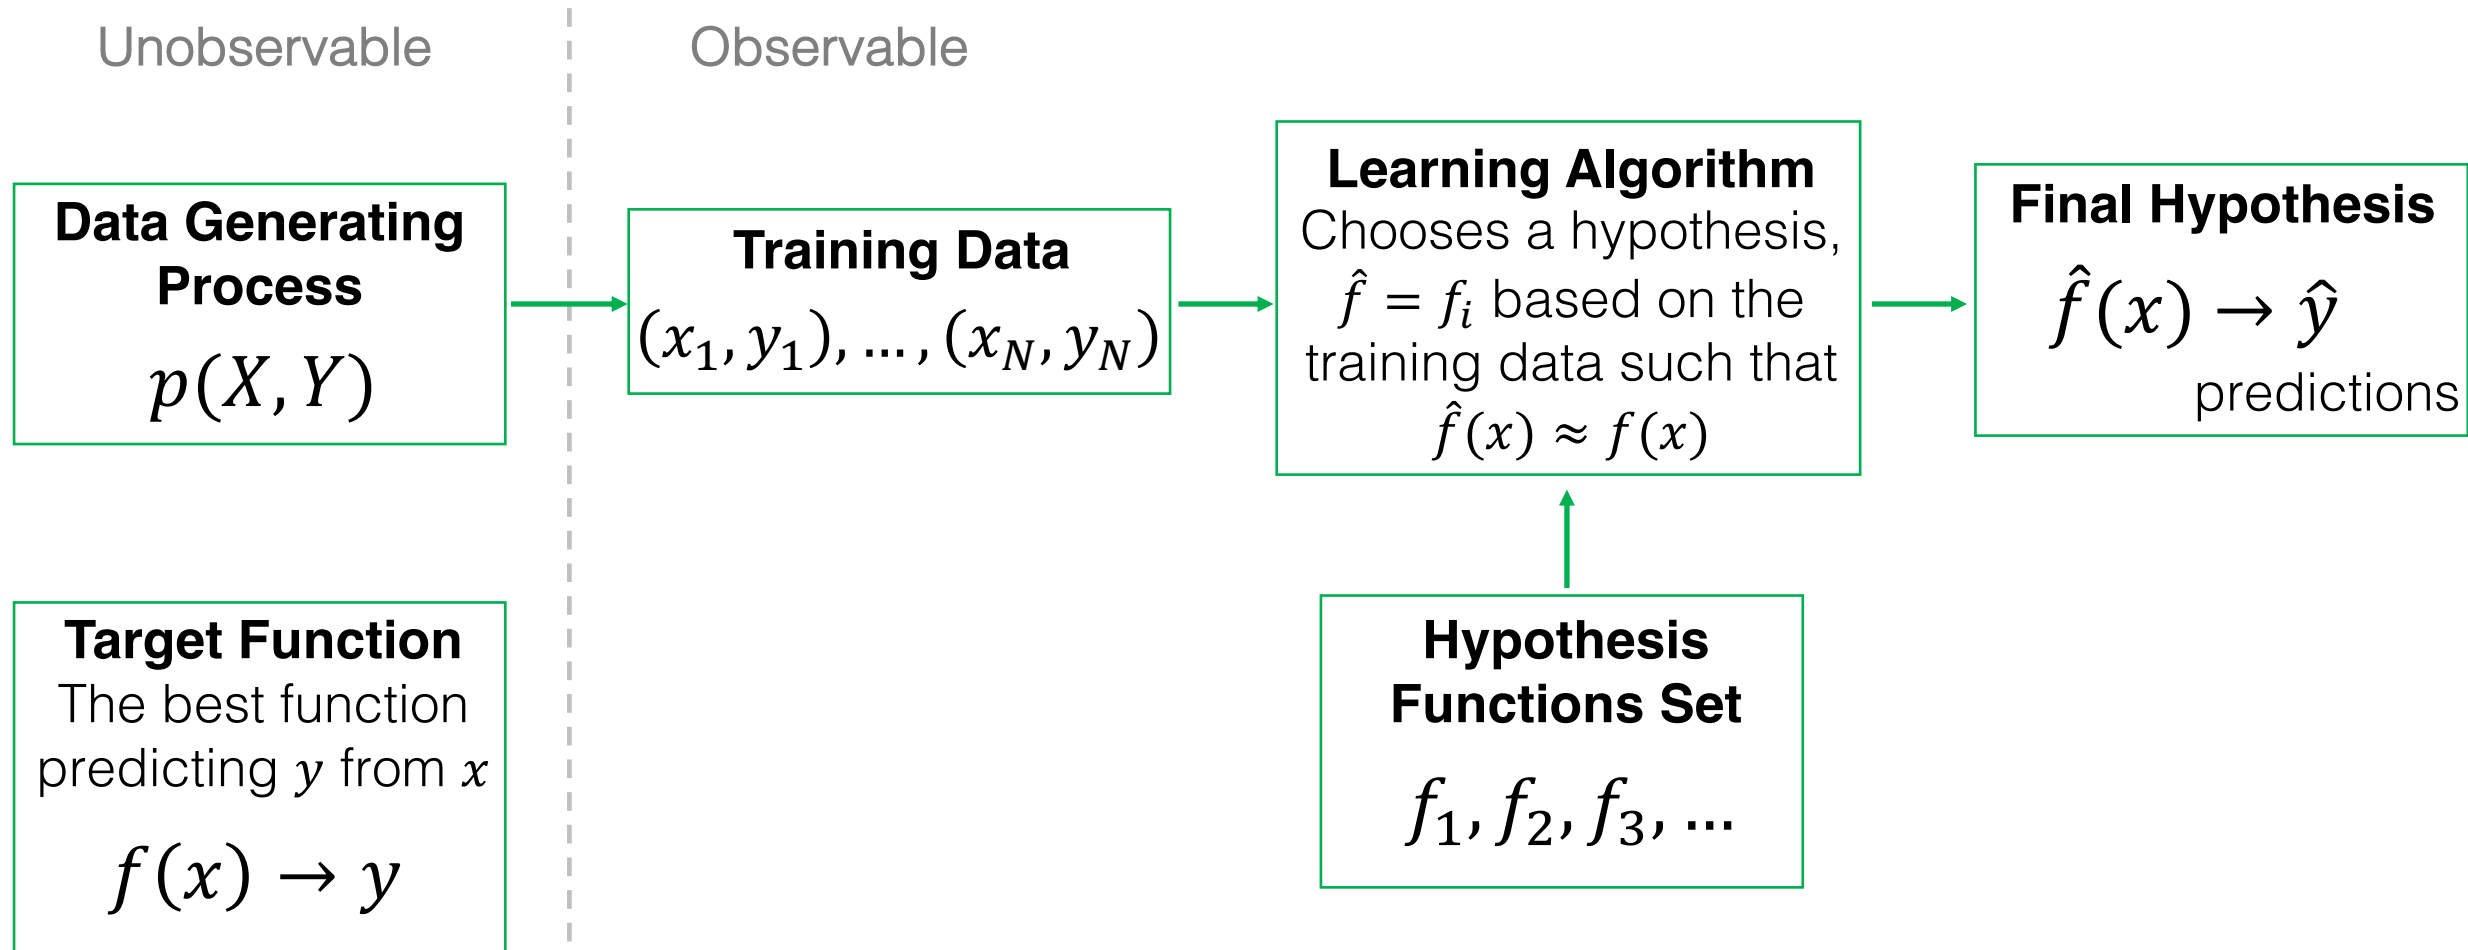 Unobservable
Observable
Data Generating
Process
p(X, Y)
Target Function
The best function
predicting y from x
f(x) → y
Training Data
(x₁, y₁), … , (x_N, y_N)
Learning Algorithm
Chooses a hypothesis,
f̂ = fᵢ based on the
training data such that
f̂(x) ≈ f(x)
Hypothesis
Functions Set
f₁, f₂, f₃, …
Final Hypothesis
f̂(x) → ŷ
predictions